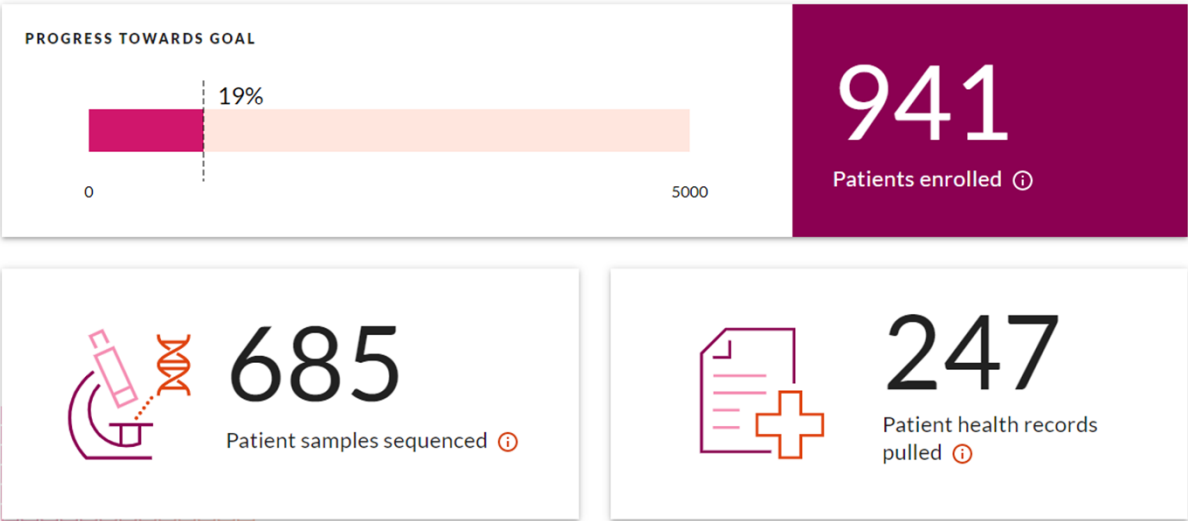 PROGRESS TOWARDS GOAL
19%
0
5000
941
Patients enrolled
685
Patient samples sequenced
247
Patient health records
pulled